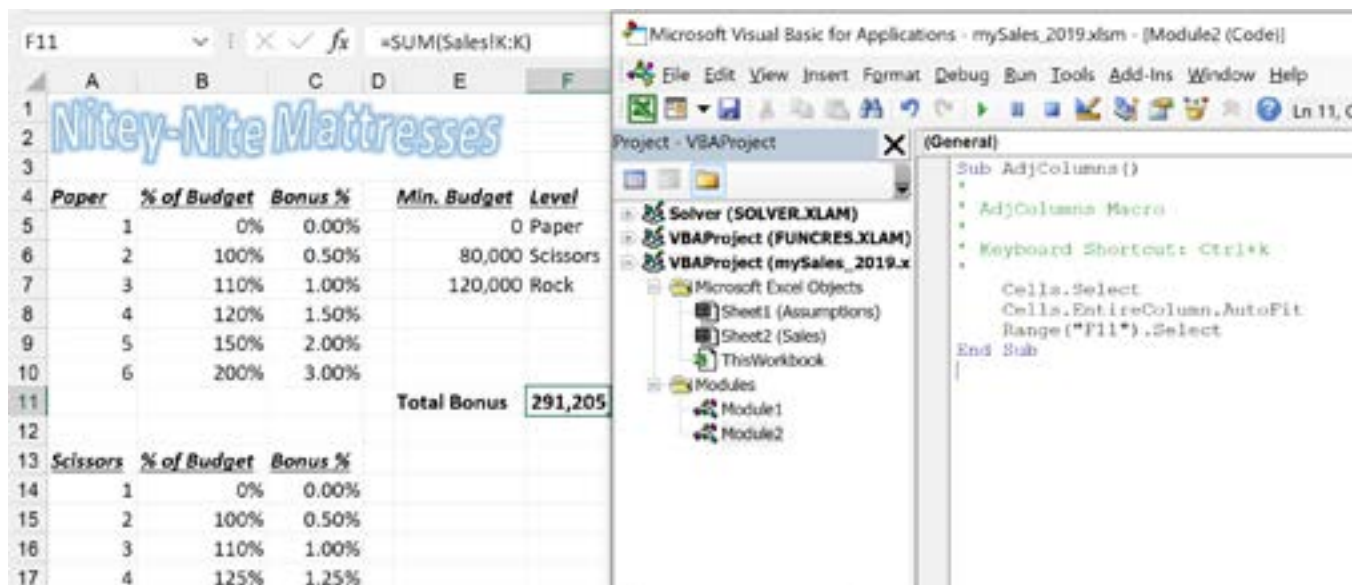 F11 fx =SUM(Sales!K:K)
A B C D E F
1 Nitey-Nite Mattresses
2
3
4 Paper % of Budget Bonus % Min. Budget Level
5 1 0% 0.00% 0 Paper
6 2 100% 0.50% 80,000 Scissors
7 3 110% 1.00% 120,000 Rock
8 4 120% 1.50%
9 5 150% 2.00%
10 6 200% 3.00%
11 Total Bonus 291,205
12
13 Scissors % of Budget Bonus %
14 1 0% 0.00%
15 2 100% 0.50%
16 3 110% 1.00%
17 4 125% 1.25%
Microsoft Visual Basic for Applications - mySales_2019.xlsm - [Module2 (Code)]
File Edit View Insert Format Debug Run Tools Add-Ins Window Help
Ln 11, C
Project - VBAProject
Solver (SOLVER.XLAM)
VBAProject (FUNCRES.XLAM)
VBAProject (mySales_2019.x
Microsoft Excel Objects
Sheet1 (Assumptions)
Sheet2 (Sales)
ThisWorkbook
Modules
Module1
Module2
(General)
Sub AdjColumns()
'
' AdjColumns Macro
'
' Keyboard Shortcut: Ctrl+k
'
Cells.Select
Cells.EntireColumn.AutoFit
Range("F11").Select
End Sub